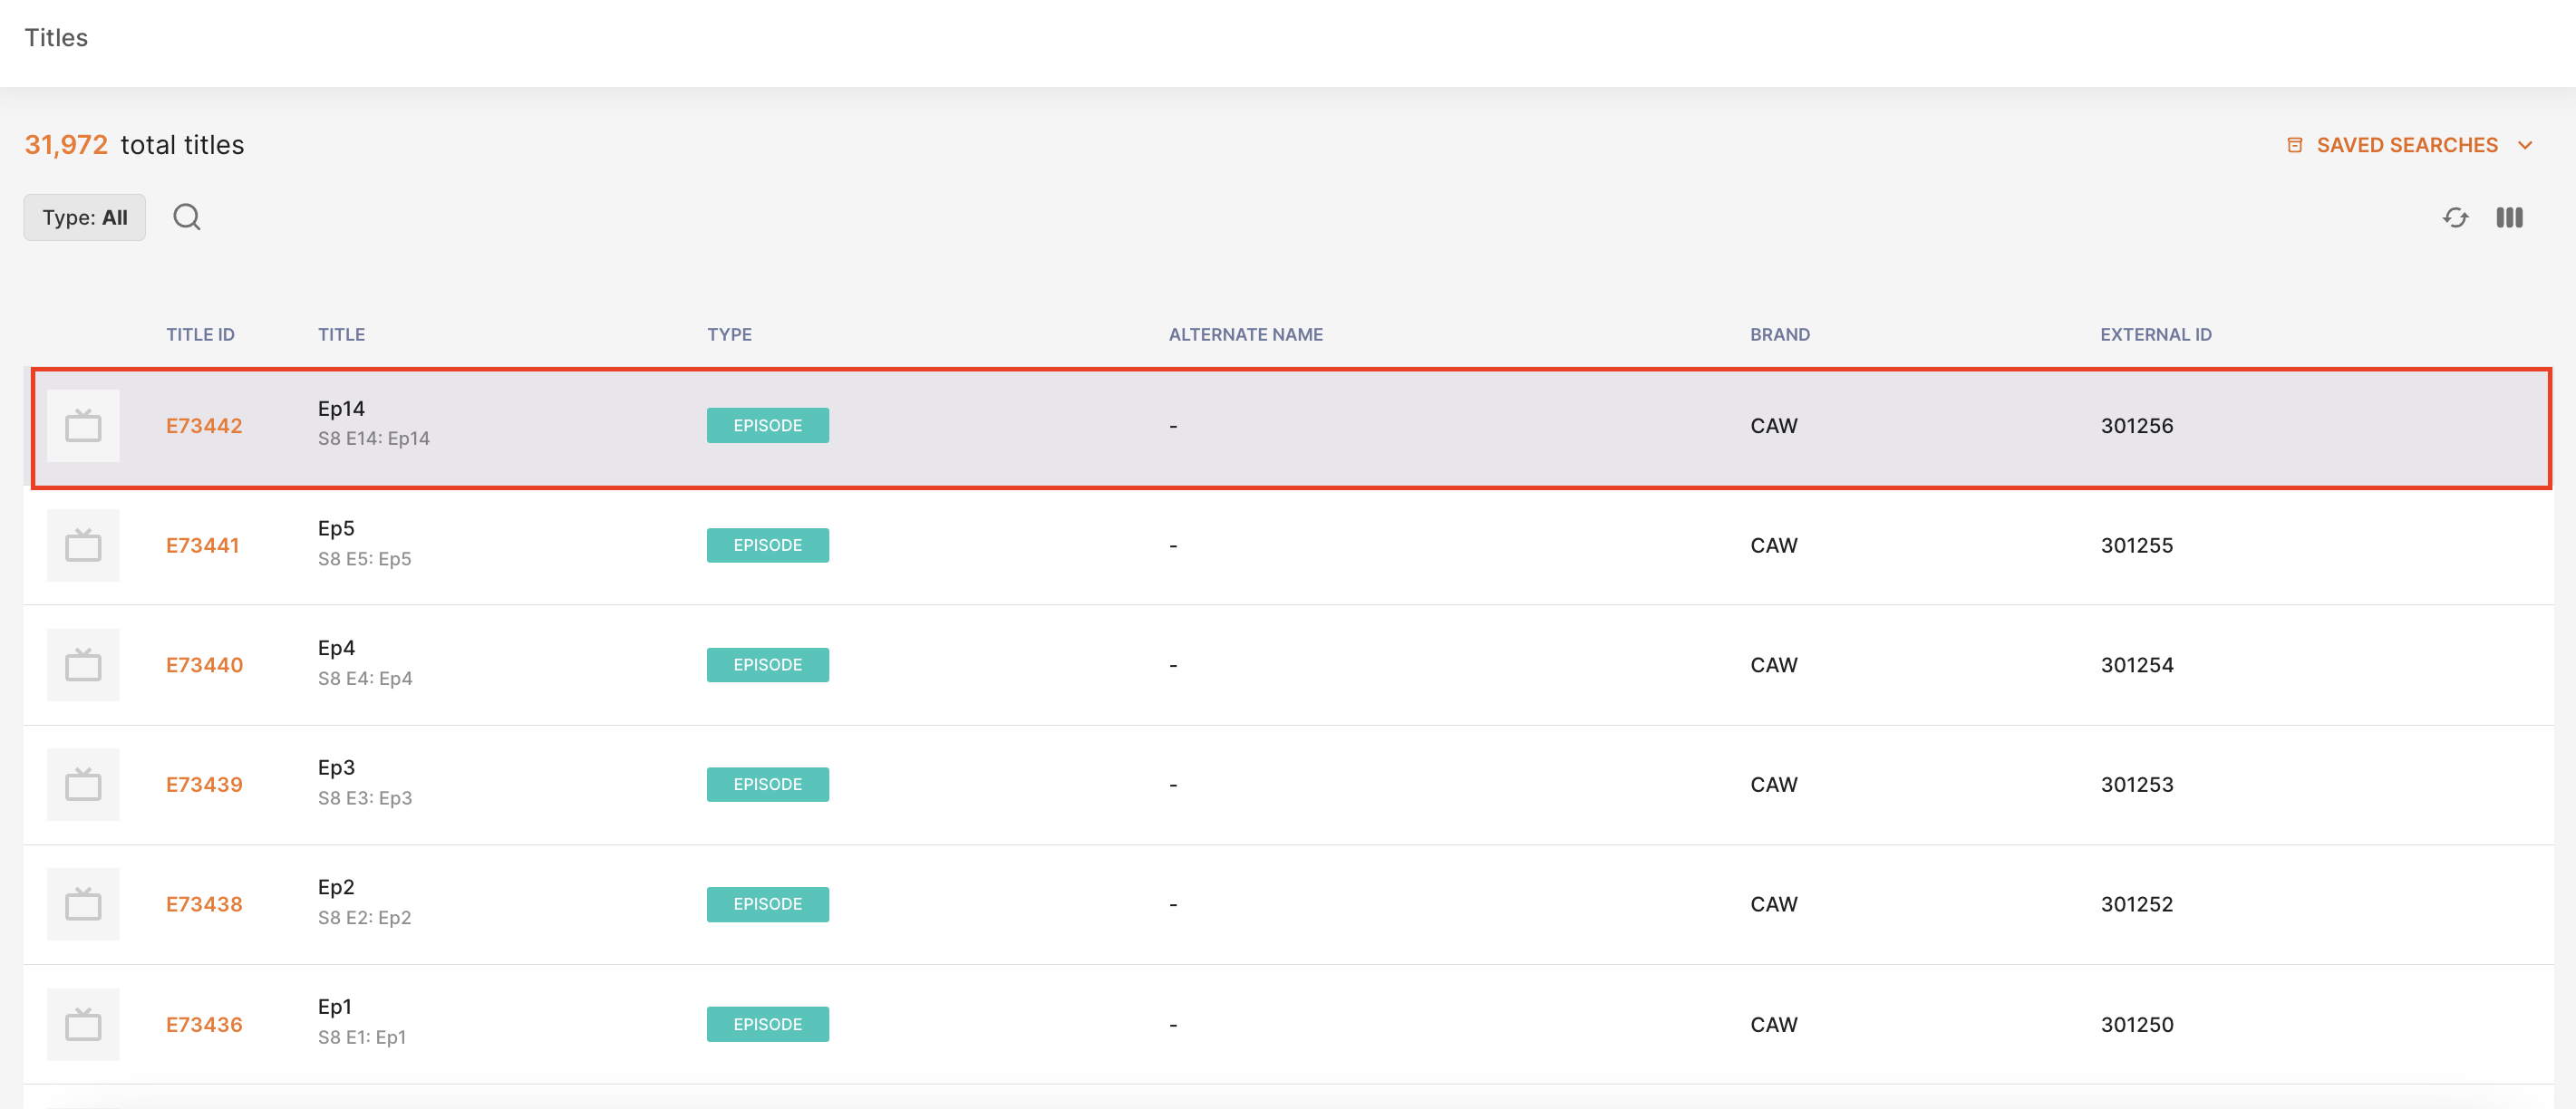 Titles
31,972 total titles
SAVED SEARCHES
Type: All
TITLE ID TITLE TYPE ALTERNATE NAME BRAND EXTERNAL ID
E73442 Ep14 EPISODE - CAW 301256
S8 E14: Ep14
E73441 Ep5 EPISODE - CAW 301255
S8 E5: Ep5
E73440 Ep4 EPISODE - CAW 301254
S8 E4: Ep4
E73439 Ep3 EPISODE - CAW 301253
S8 E3: Ep3
E73438 Ep2 EPISODE - CAW 301252
S8 E2: Ep2
E73436 Ep1 EPISODE - CAW 301250
S8 E1: Ep1